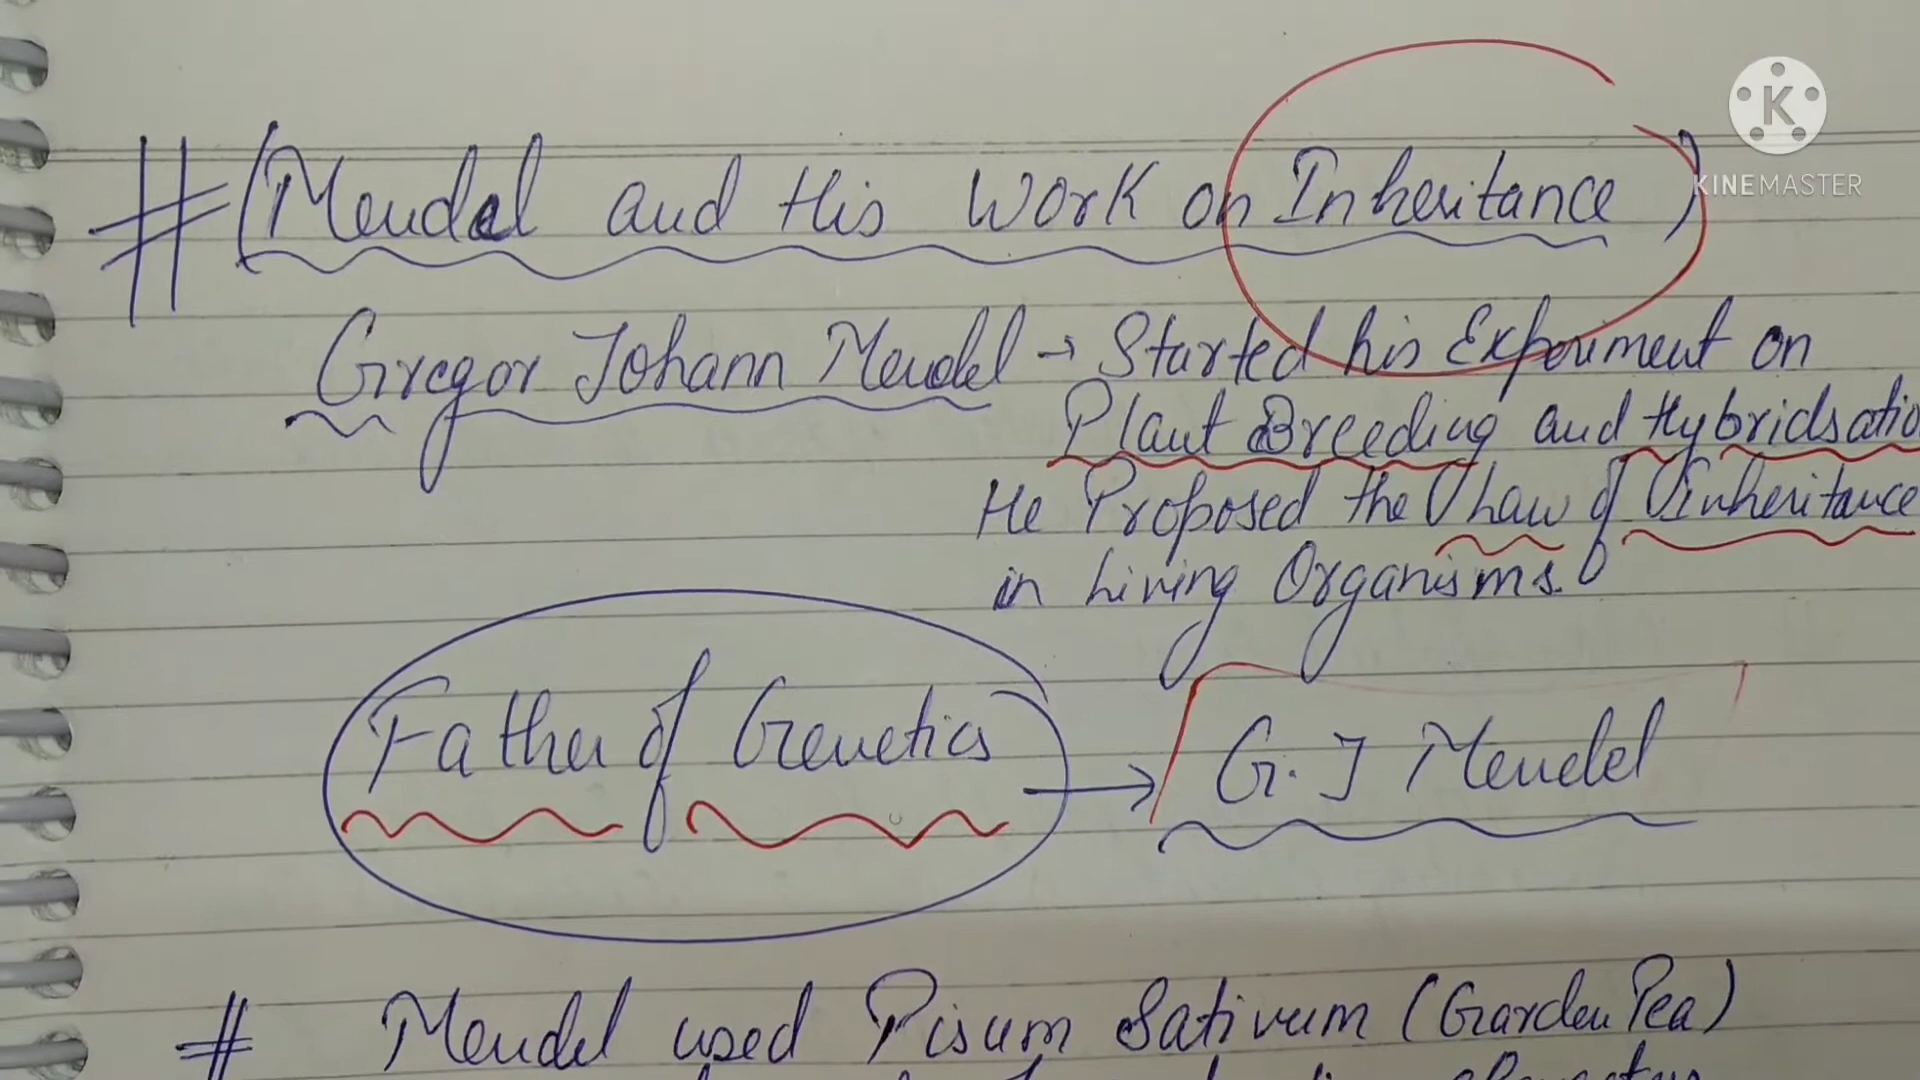 # (Mendel and His Work on Inheritance)
K
KINEMASTER
Gregor Johann Mendel → Started his Experiment on
Plant Breeding and Hybridsatio
He Proposed the Law of Inheritance
in Living Organisms.
Father of Genetics → G. J Mendel
# Mendel used Pisum Sativum (Garden Pea)